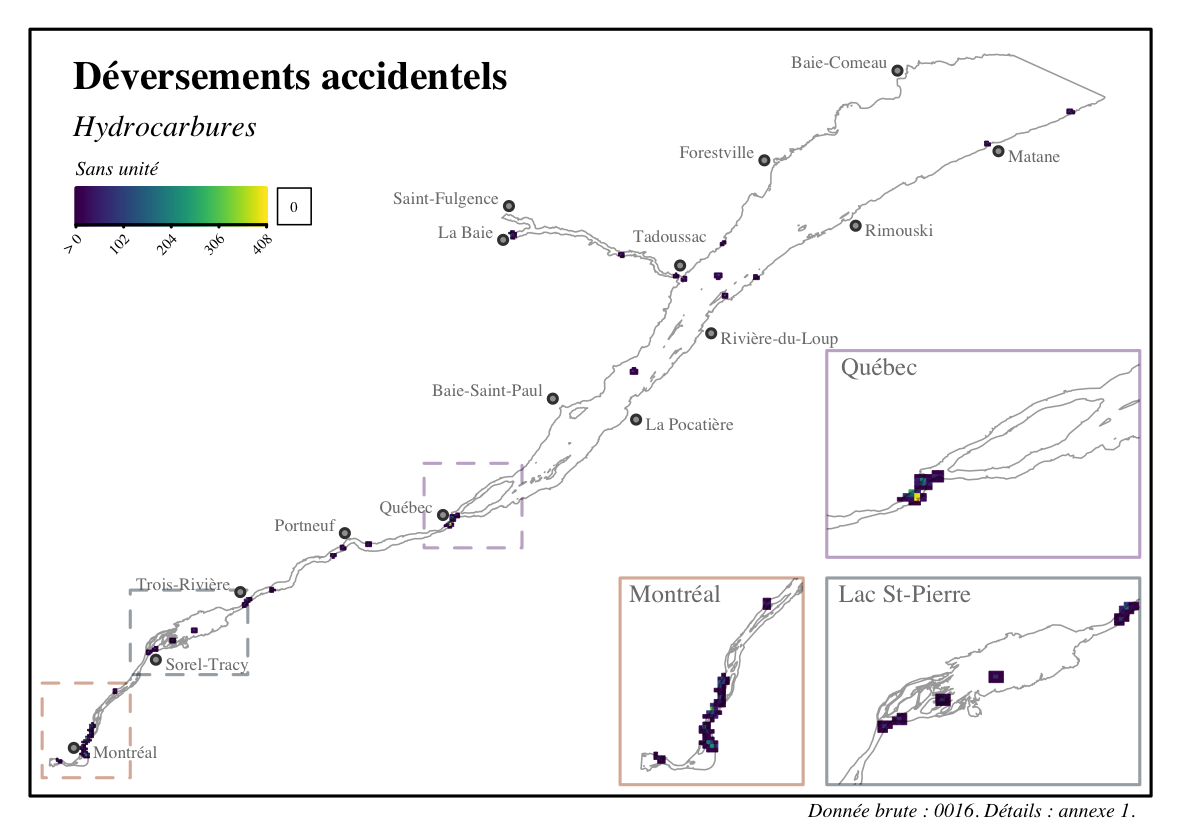 Déversements accidentels
Hydrocarbures
Sans unité
0
> 0
102
204
306
408
Baie-Comeau
Forestville
Matane
Saint-Fulgence
La Baie
Tadoussac
Rimouski
Rivière-du-Loup
Baie-Saint-Paul
La Pocatière
Québec
Portneuf
Trois-Rivière
Sorel-Tracy
Montréal
Québec
Montréal
Lac St-Pierre
Donnée brute : 0016. Détails : annexe 1.